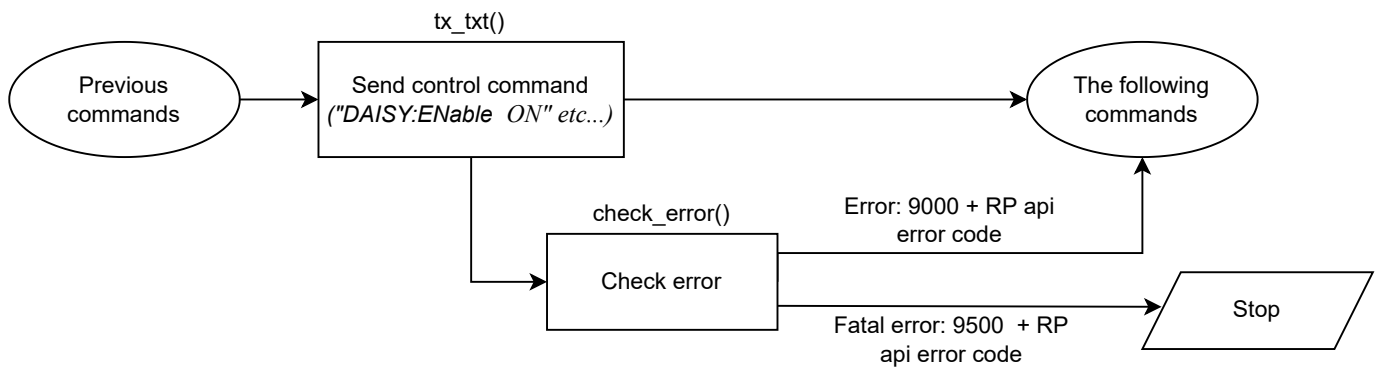 tx_txt()
Previous
commands
Send control command
("DAISY:ENable ON" etc...)
The following
commands
check_error()
Check error
Error: 9000 + RP api
error code
Fatal error: 9500 + RP
api error code
Stop